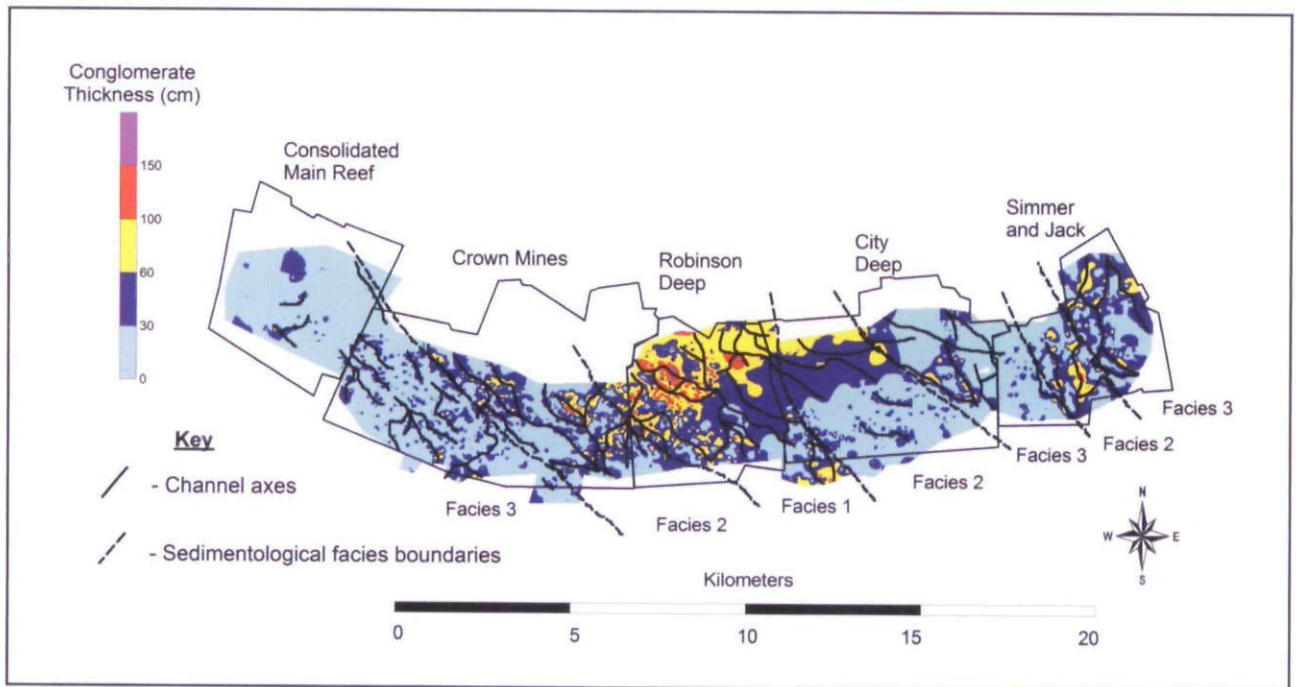 Conglomerate
Thickness (cm)
150
100
60
30
0
Consolidated
Main Reef
Crown Mines
Robinson
Deep
City
Deep
Simmer
and Jack
Key
- Channel axes
- Sedimentological facies boundaries
Facies 3
Facies 2
Facies 1
Facies 2
Facies 3
Facies 2
Facies 3
N
W E
S
Kilometers
0 5 10 15 20